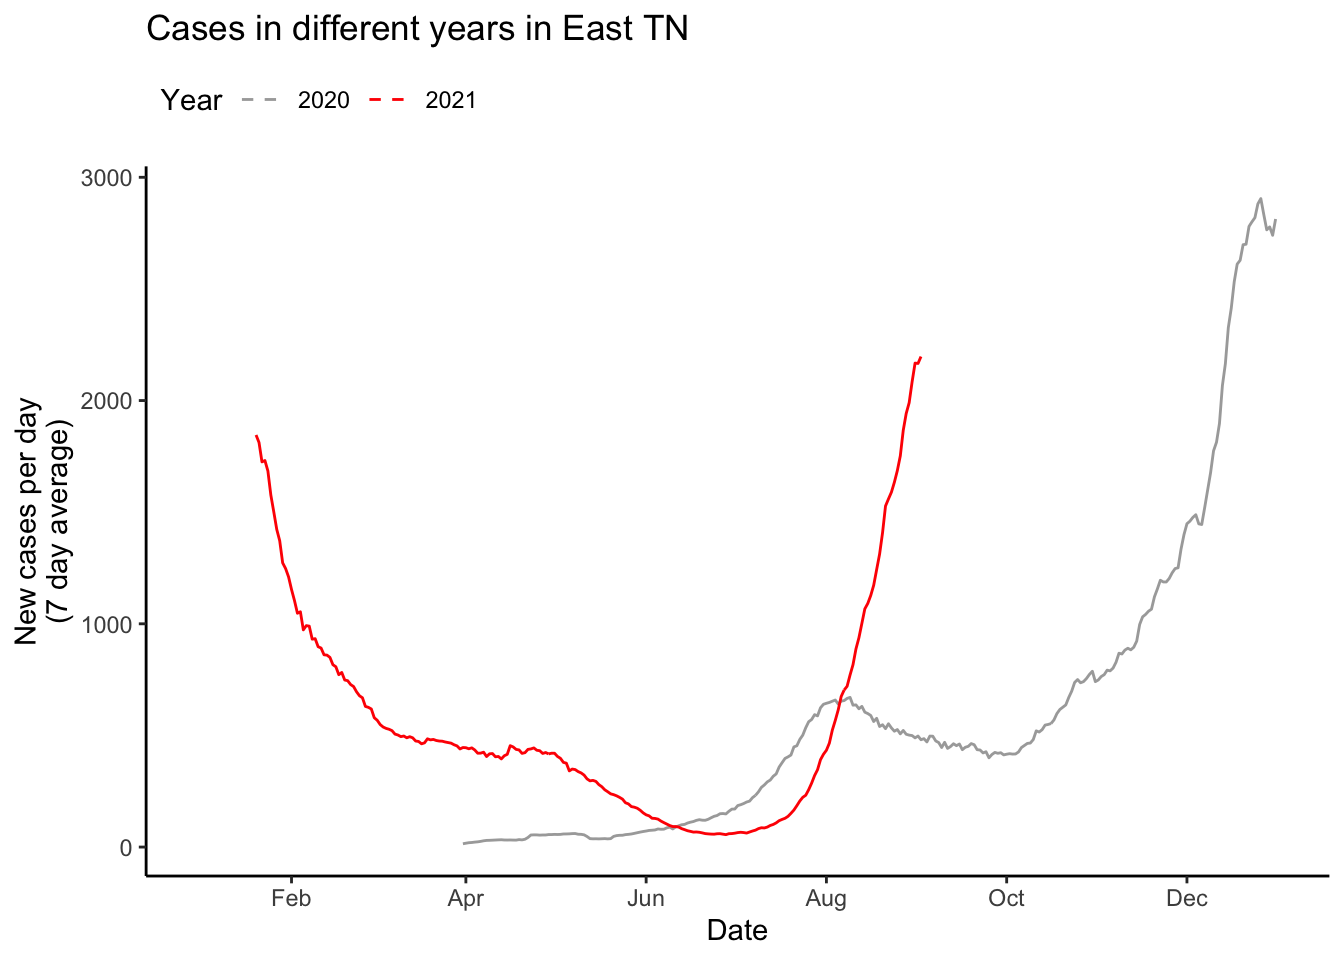 Cases in different years in East TN
Year 2020 2021
New cases per day
(7 day average)
3000
2000
1000
0
Feb Apr Jun Aug Oct Dec
Date